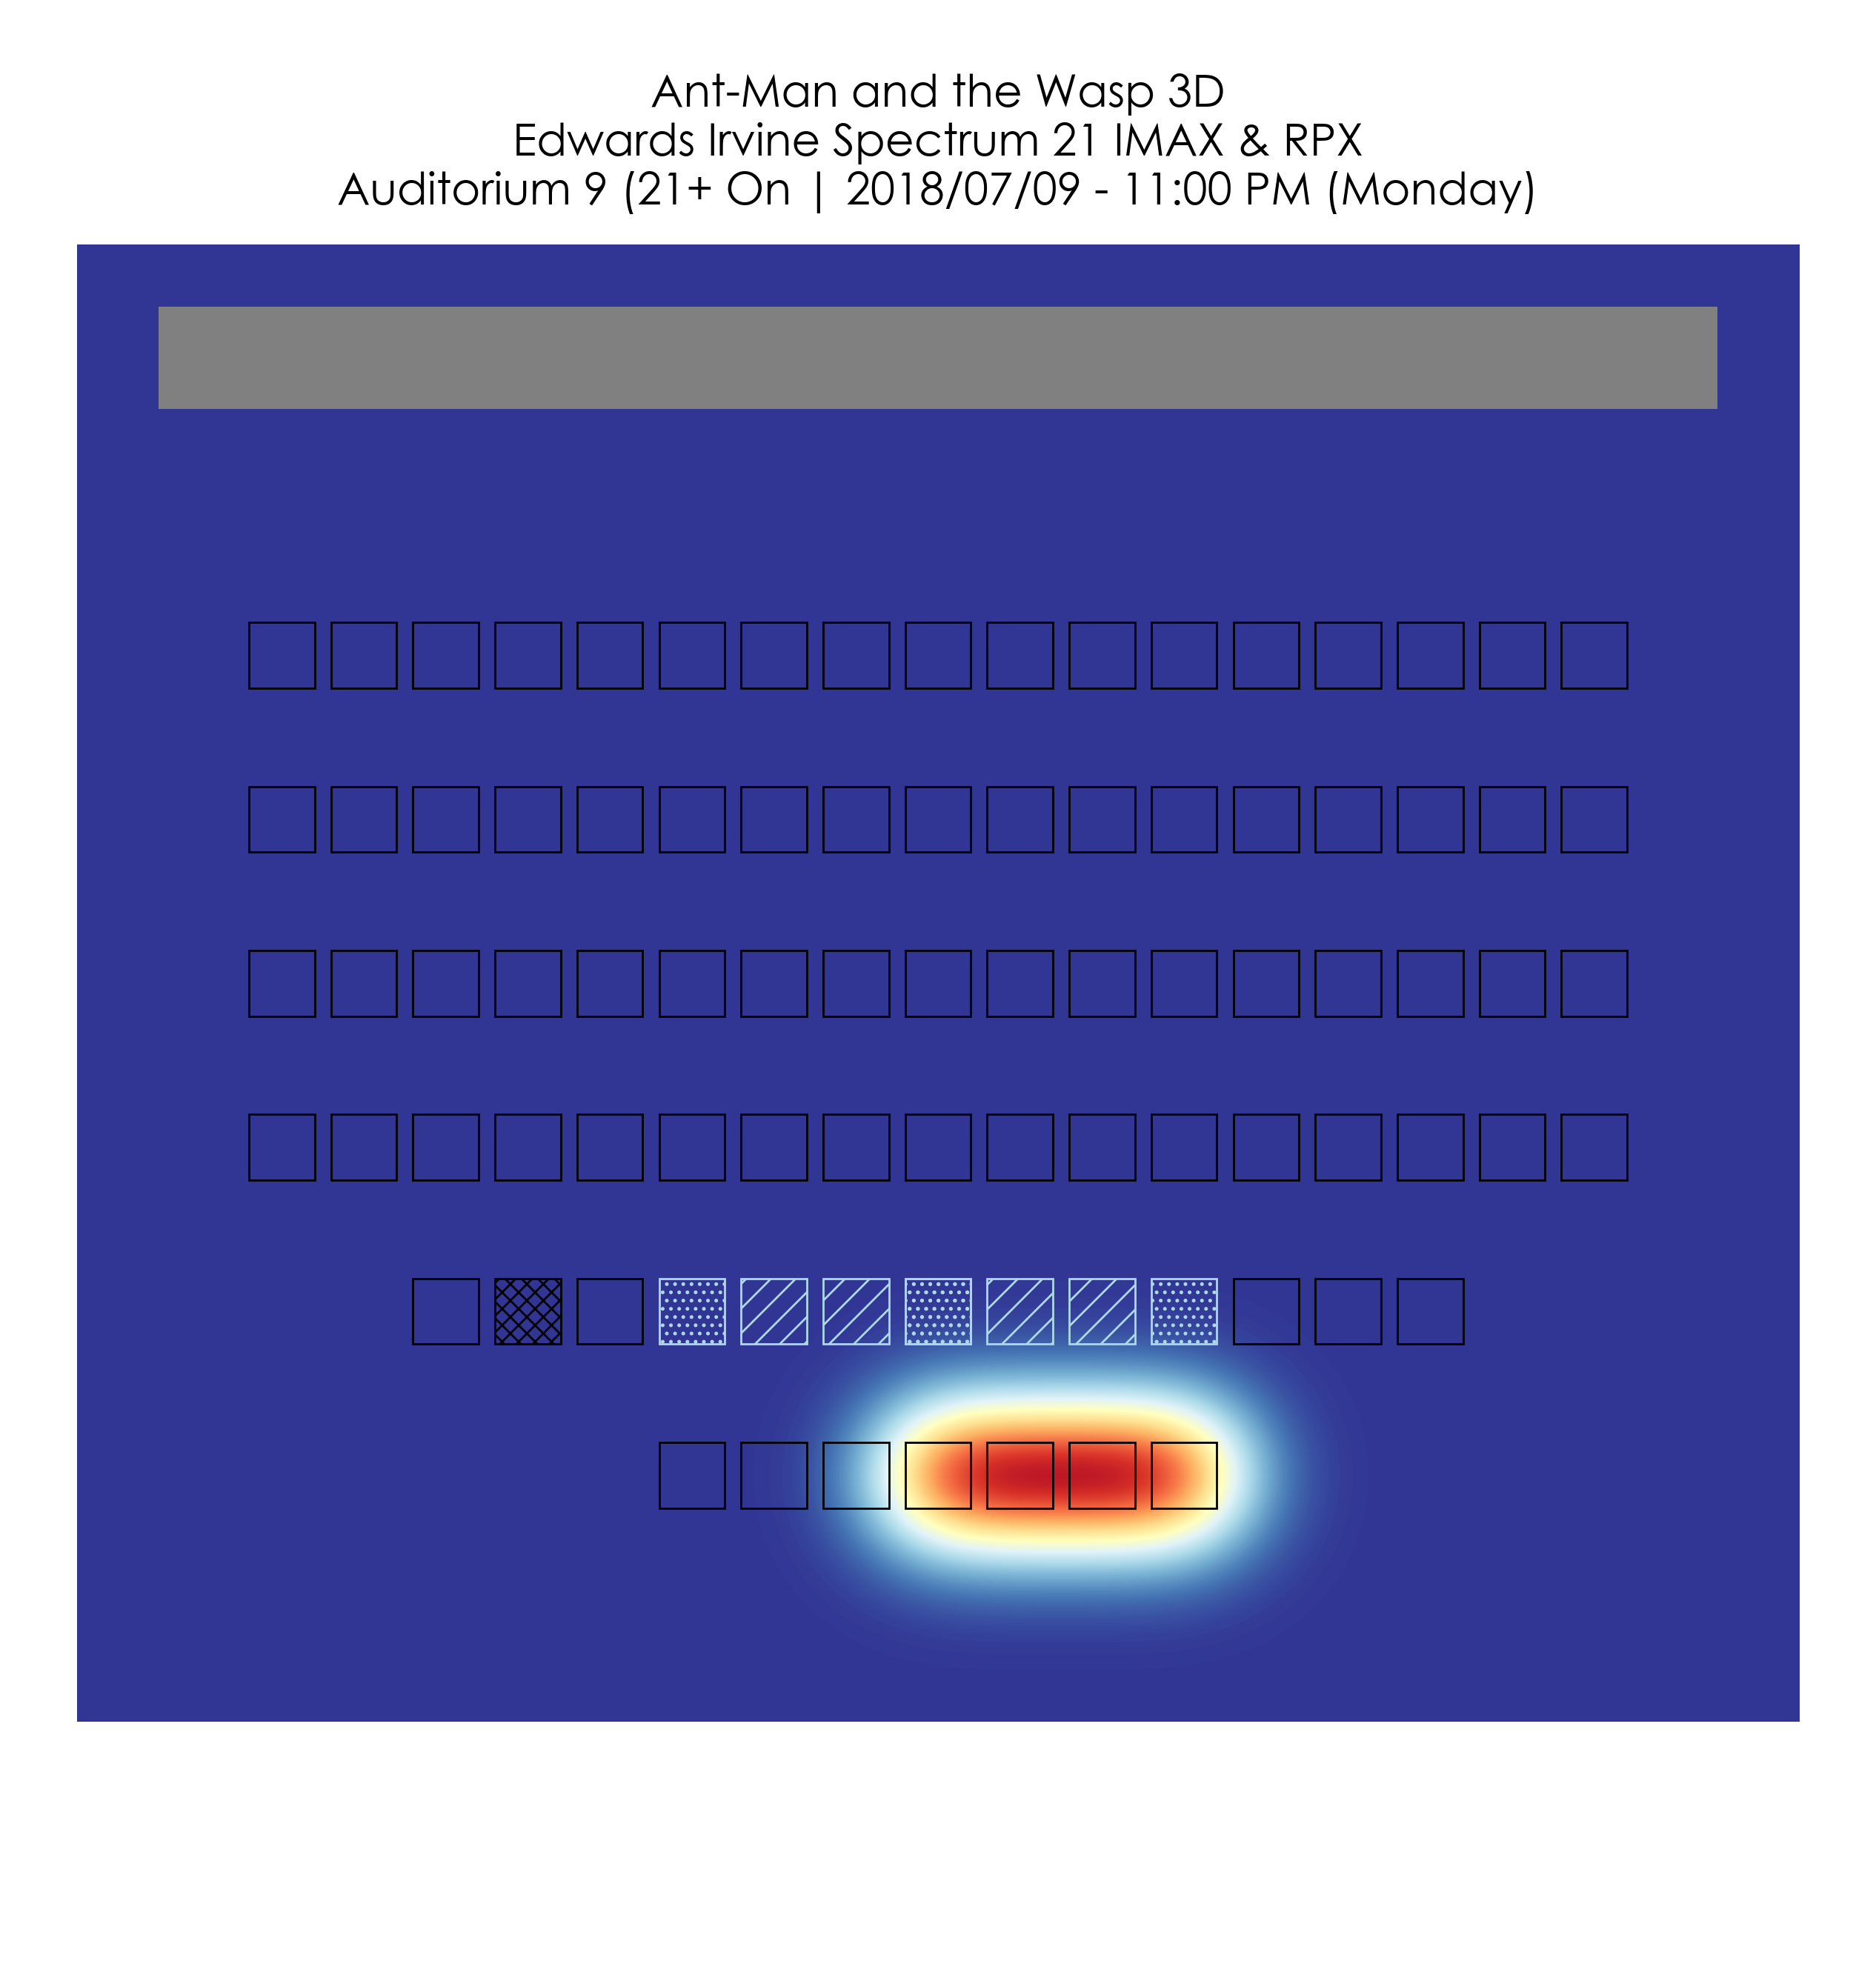 Ant-Man and the Wasp 3D
Edwards Irvine Spectrum 21 IMAX & RPX
Auditorium 9 (21+ On | 2018/07/09 - 11:00 PM (Monday)